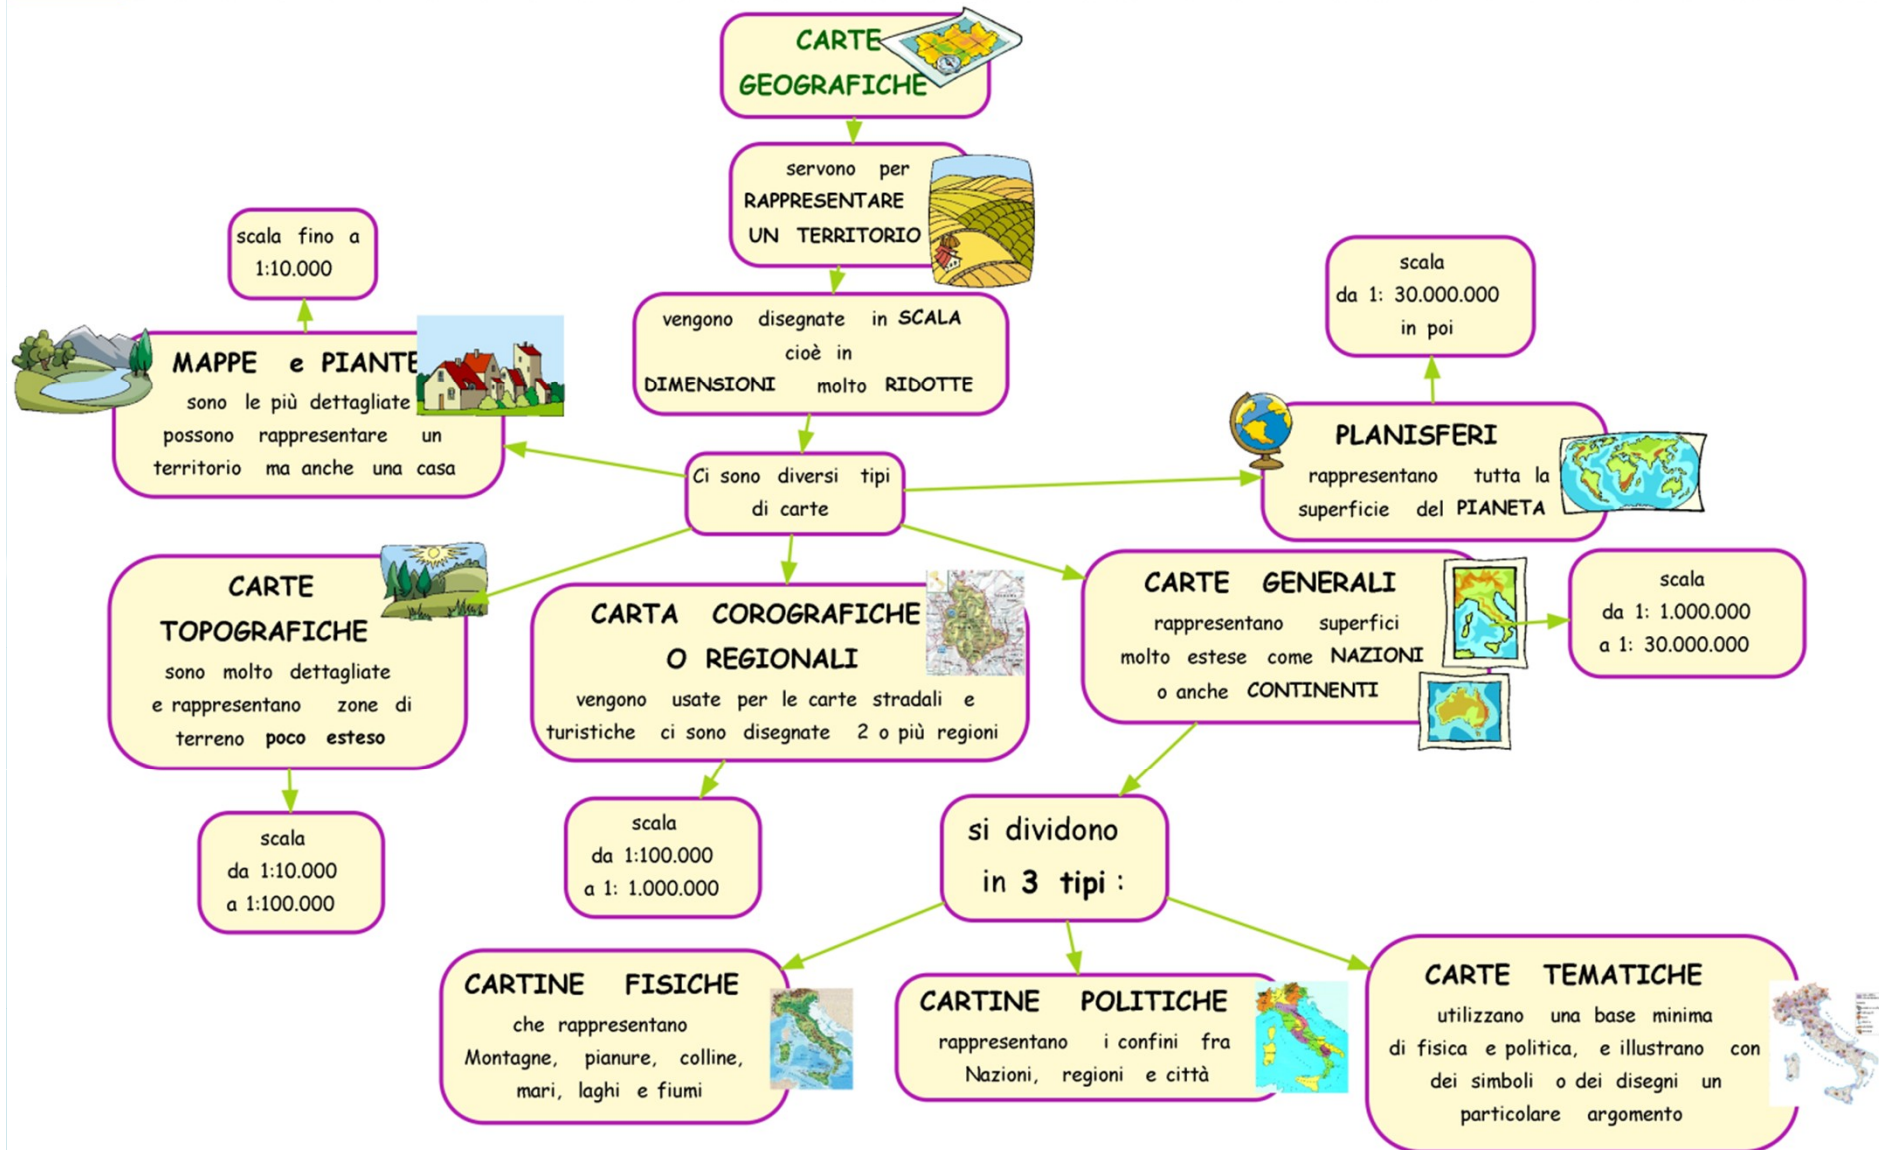 CARTE
GEOGRAFICHE
servono per
RAPPRESENTARE
UN TERRITORIO
vengono disegnate in SCALA
cioè in
DIMENSIONI molto RIDOTTE
Ci sono diversi tipi
di carte
scala fino a
1:10.000
MAPPE e PIANTE
sono le più dettagliate
possono rappresentare un
territorio ma anche una casa
scala
da 1: 30.000.000
in poi
PLANISFERI
rappresentano tutta la
superficie del PIANETA
CARTE
TOPOGRAFICHE
sono molto dettagliate
e rappresentano zone di
terreno poco esteso
scala
da 1:10.000
a 1:100.000
CARTA COROGRAFICHE
O REGIONALI
vengono usate per le carte stradali e
turistiche ci sono disegnate 2 o più regioni
scala
da 1:100.000
a 1: 1.000.000
CARTE GENERALI
rappresentano superfici
molto estese come NAZIONI
o anche CONTINENTI
scala
da 1: 1.000.000
a 1: 30.000.000
si dividono
in 3 tipi :
CARTINE FISICHE
che rappresentano
Montagne, pianure, colline,
mari, laghi e fiumi
CARTINE POLITICHE
rappresentano i confini fra
Nazioni, regioni e città
CARTE TEMATICHE
utilizzano una base minima
di fisica e politica, e illustrano con
dei simboli o dei disegni un
particolare argomento